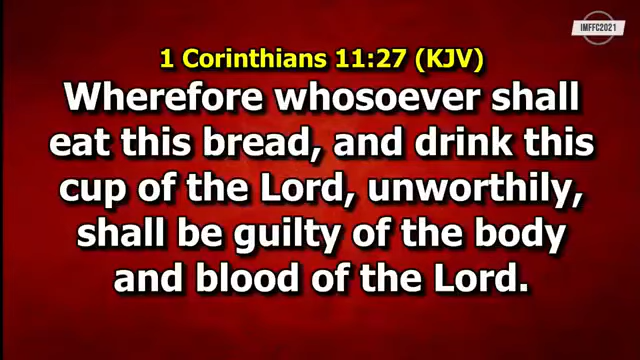 IMFFC2021
1 Corinthians 11:27 (KJV)
Wherefore whosoever shall
eat this bread, and drink this
cup of the Lord, unworthily,
shall be guilty of the body
and blood of the Lord.